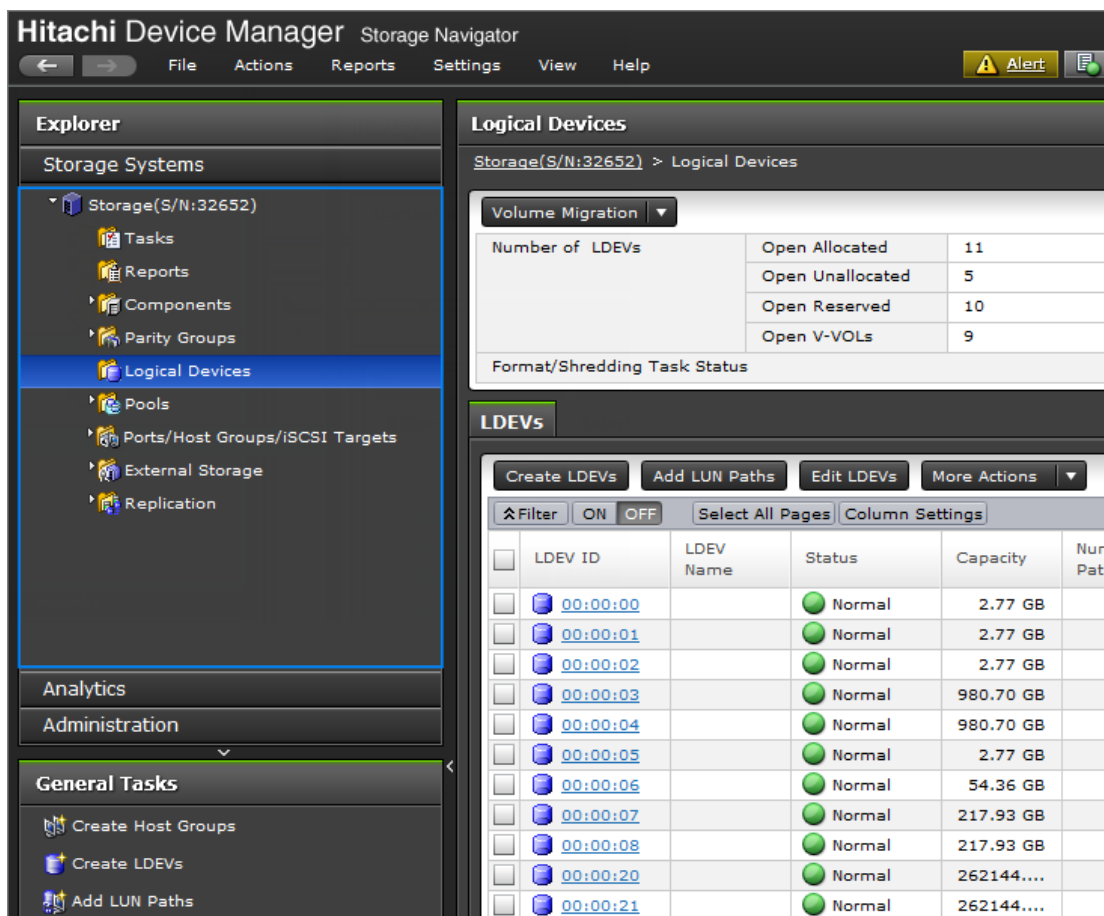 Hitachi Device Manager Storage Navigator
File Actions Reports Settings View Help
Alert
Explorer
Storage Systems
Storage(S/N:32652)
Tasks
Reports
Components
Parity Groups
Logical Devices
Pools
Ports/Host Groups/iSCSI Targets
External Storage
Replication
Analytics
Administration
General Tasks
Create Host Groups
Create LDEVs
Add LUN Paths
Logical Devices
Storage(S/N:32652) > Logical Devices
Volume Migration
Number of LDEVs Open Allocated 11
Open Unallocated 5
Open Reserved 10
Open V-VOLs 9
Format/Shredding Task Status
LDEVs
Create LDEVs Add LUN Paths Edit LDEVs More Actions
Filter ON OFF Select All Pages Column Settings
LDEV ID LDEV Name Status Capacity
00:00:00 Normal 2.77 GB
00:00:01 Normal 2.77 GB
00:00:02 Normal 2.77 GB
00:00:03 Normal 980.70 GB
00:00:04 Normal 980.70 GB
00:00:05 Normal 2.77 GB
00:00:06 Normal 54.36 GB
00:00:07 Normal 217.93 GB
00:00:08 Normal 217.93 GB
00:00:20 Normal 262144....
00:00:21 Normal 262144....